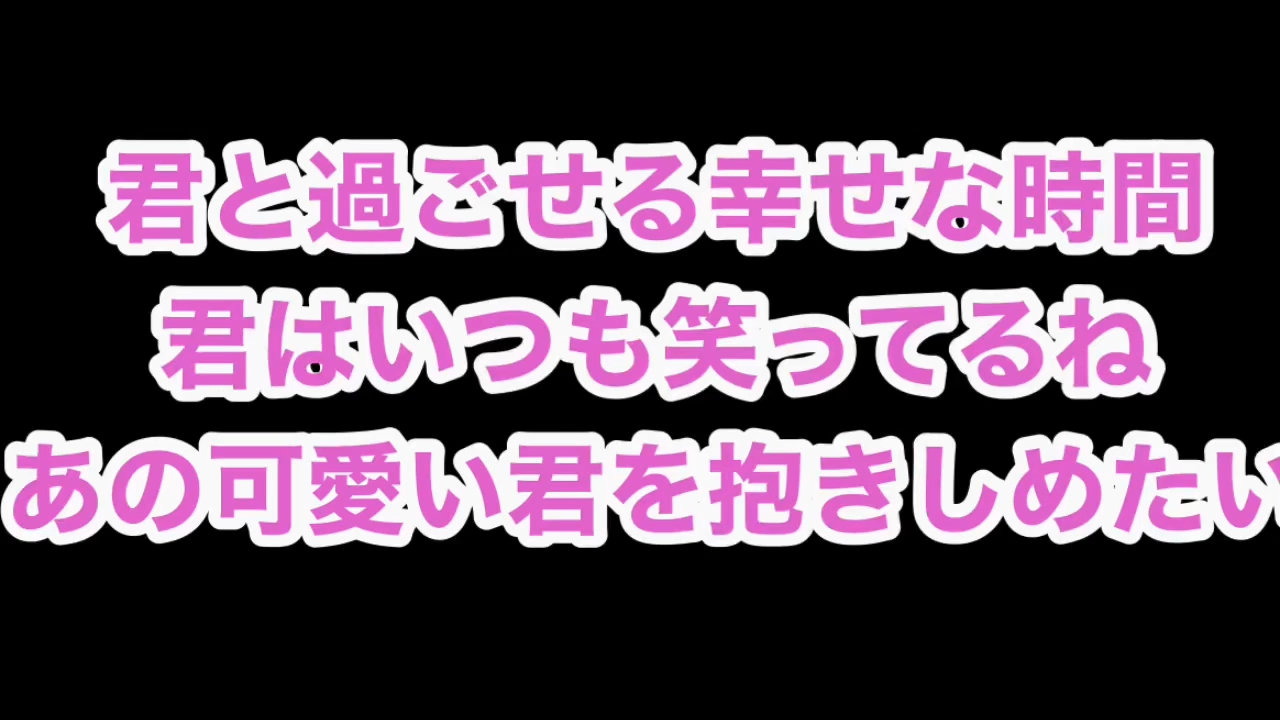 君と過ごせる幸せな時間
君はいつも笑ってるね
あの可愛い君を抱きしめたい